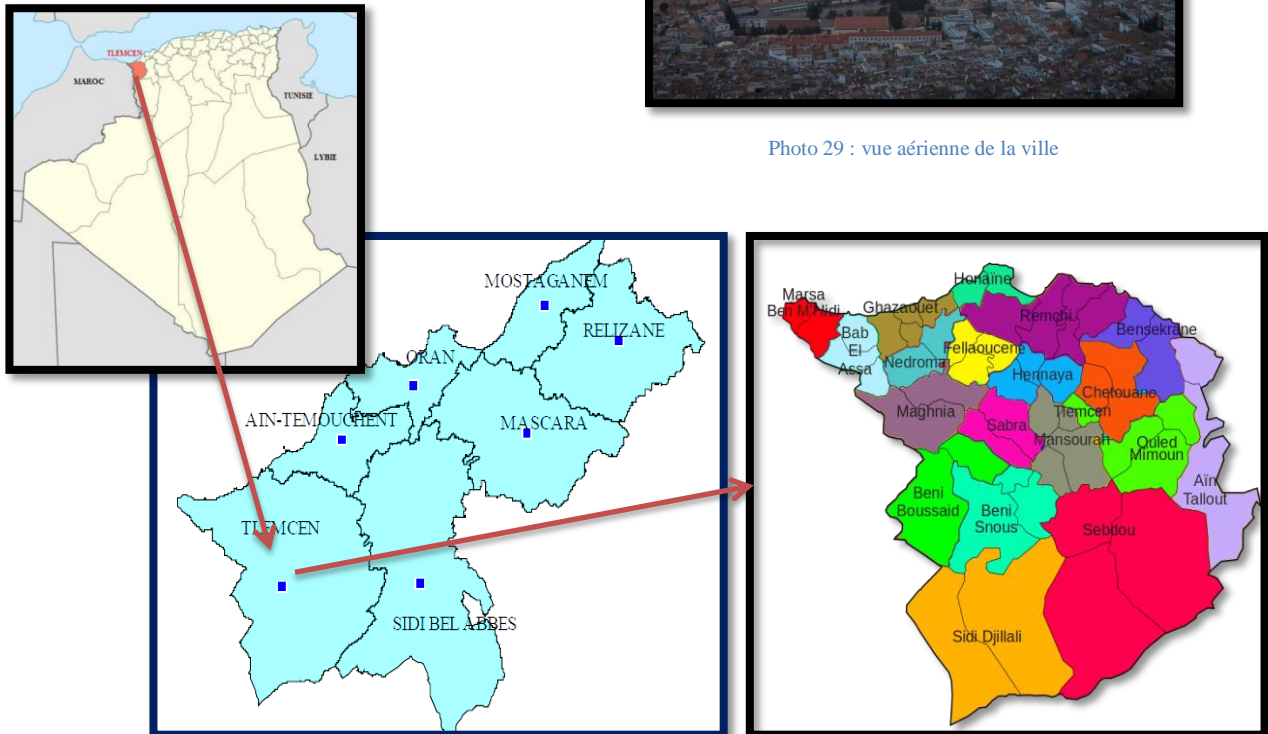 TLEMCEN
MAROC
TUNISIE
LYBIE
Photo 29 : vue aérienne de la ville
MOSTAGANEM
RELIZANE
ORAN
AIN-TEMOUCHENT
MASCARA
TLEMCEN
SIDI BEL ABBES
Honaïne
Marsa
Ben M'Hidi
Ghazaouet
Remchi
Bensekrane
Bab
El
Assa
Fellaoucene
Nedroma
Hennaya
Chetouano
Maghnia
Tlemcen
Sabra
Mansourah
Ouled
Mimoun
Aïn
Tallout
Beni
Boussaid
Beni
Snous
Sebdou
Sidi Djillali